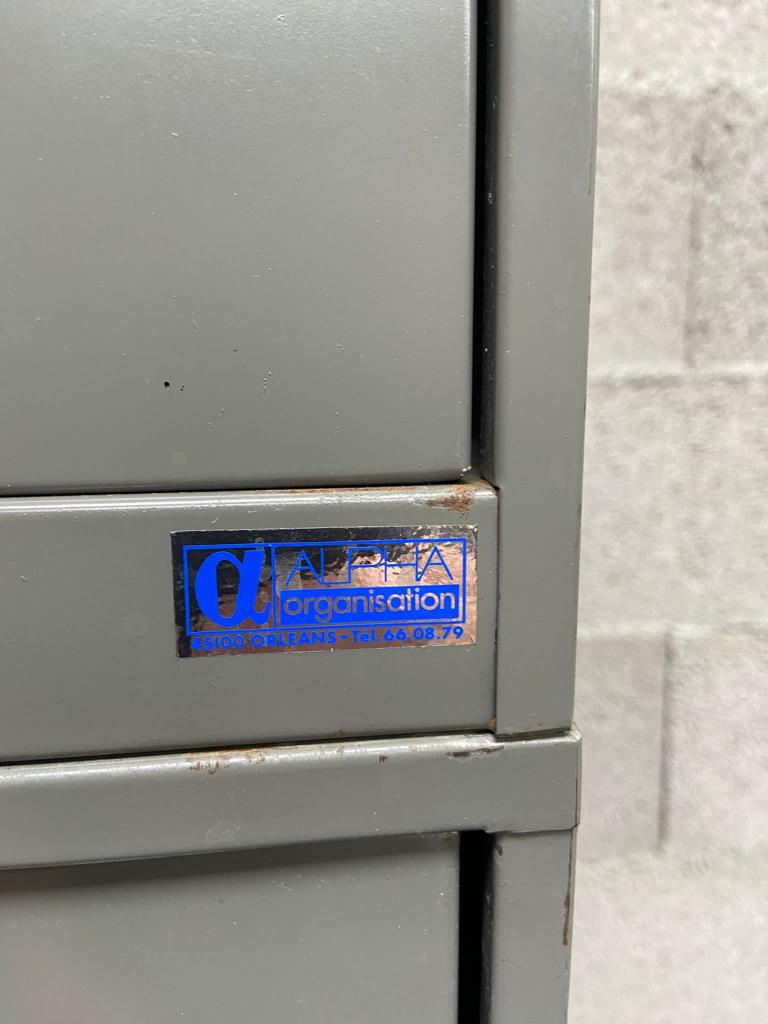 α ALPHA
organisation
45100 ORLEANS - Tel. 66.08.79